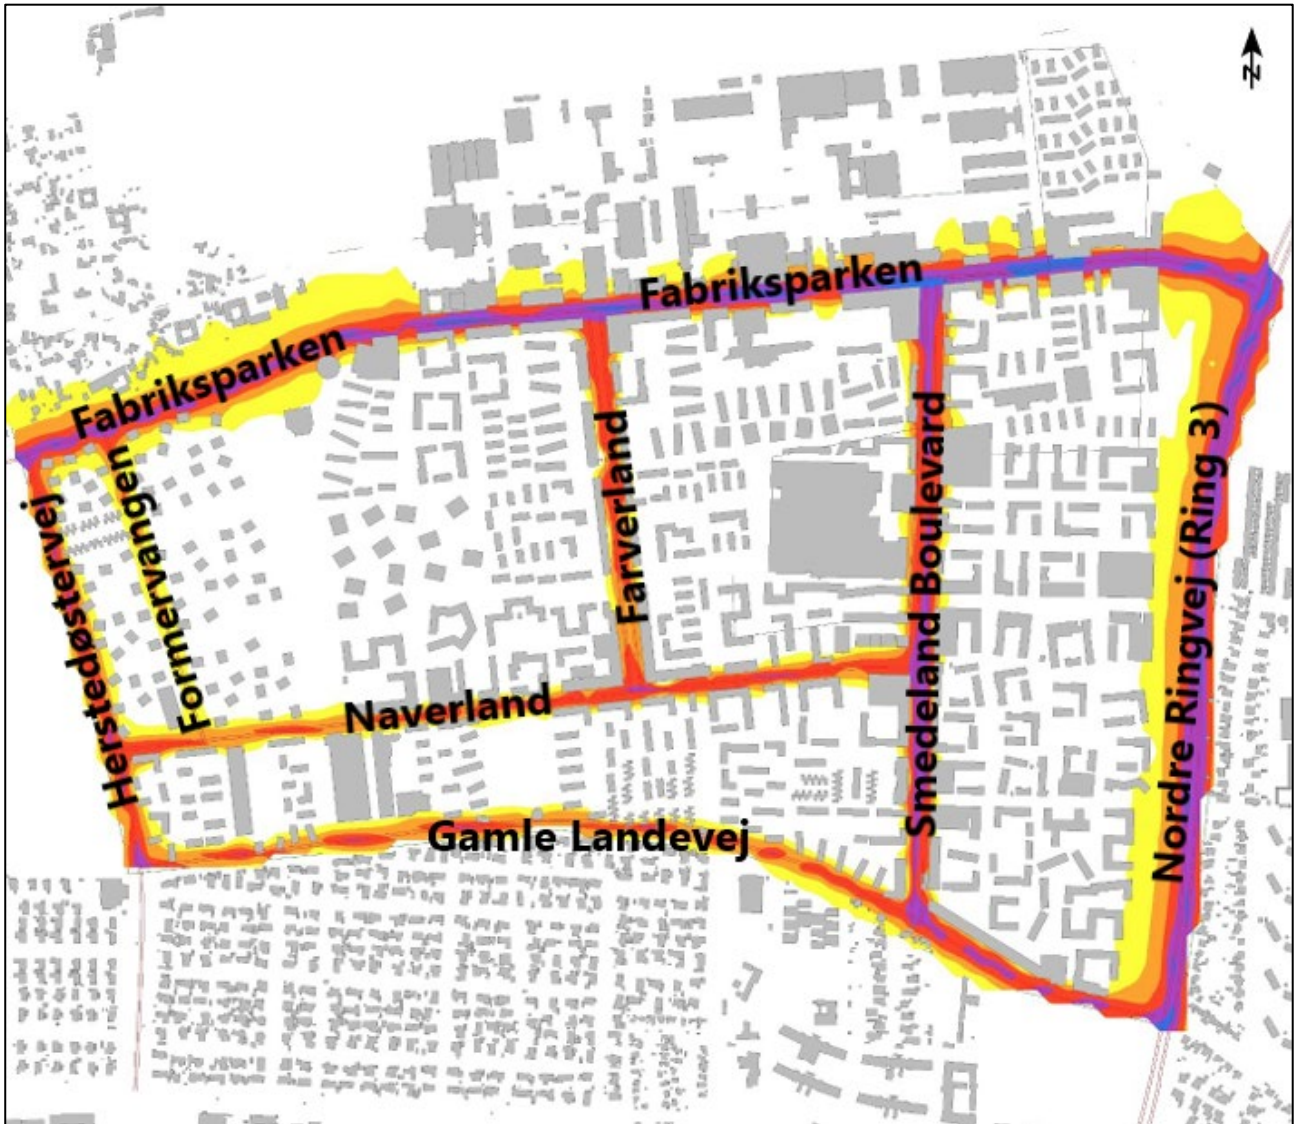 N
Fabriksparken
Fabriksparken
Herstedøstervej
Formervangen
Farverland
Smedeland Boulevard
Nordre Ringvej (Ring 3)
Naverland
Gamle Landevej